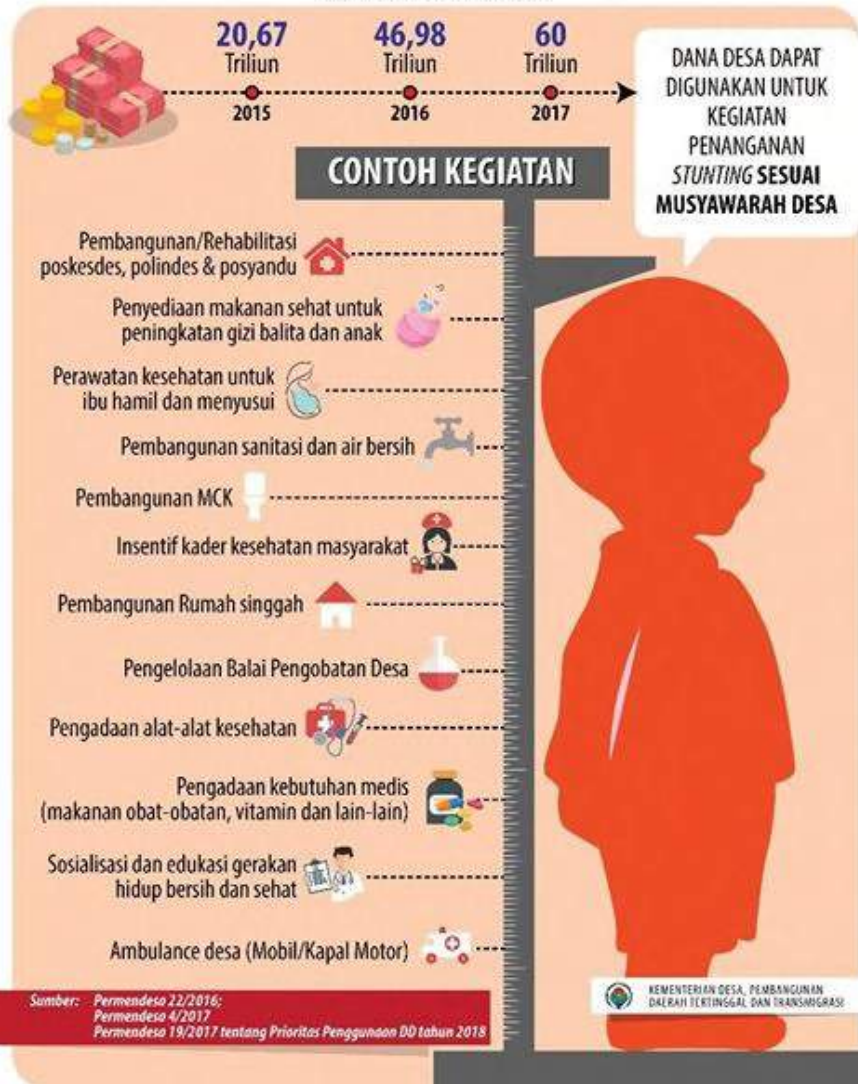 20,67
Triliun
2015
46,98
Triliun
2016
60
Triliun
2017
DANA DESA DAPAT
DIGUNAKAN UNTUK
KEGIATAN
PENANGANAN
STUNTING SESUAI
MUSYAWARAH DESA
CONTOH KEGIATAN
Pembangunan/Rehabilitasi
poskesdes, polindes & posyandu
Penyediaan makanan sehat untuk
peningkatan gizi balita dan anak
Perawatan kesehatan untuk
ibu hamil dan menyusui
Pembangunan sanitasi dan air bersih
Pembangunan MCK
Insentif kader kesehatan masyarakat
Pembangunan Rumah singgah
Pengelolaan Balai Pengobatan Desa
Pengadaan alat-alat kesehatan
Pengadaan kebutuhan medis
(makanan obat-obatan, vitamin dan lain-lain)
Sosialisasi dan edukasi gerakan
hidup bersih dan sehat
Ambulance desa (Mobil/Kapal Motor)
Sumber: Permendesa 22/2016;
Permendesa 4/2017
Permendesa 19/2017 tentang Prioritas Penggunaan DD tahun 2018
KEMENTERIAN DESA, PEMBANGUNAN
DAERAH TERTINGGAL DAN TRANSMIGRASI